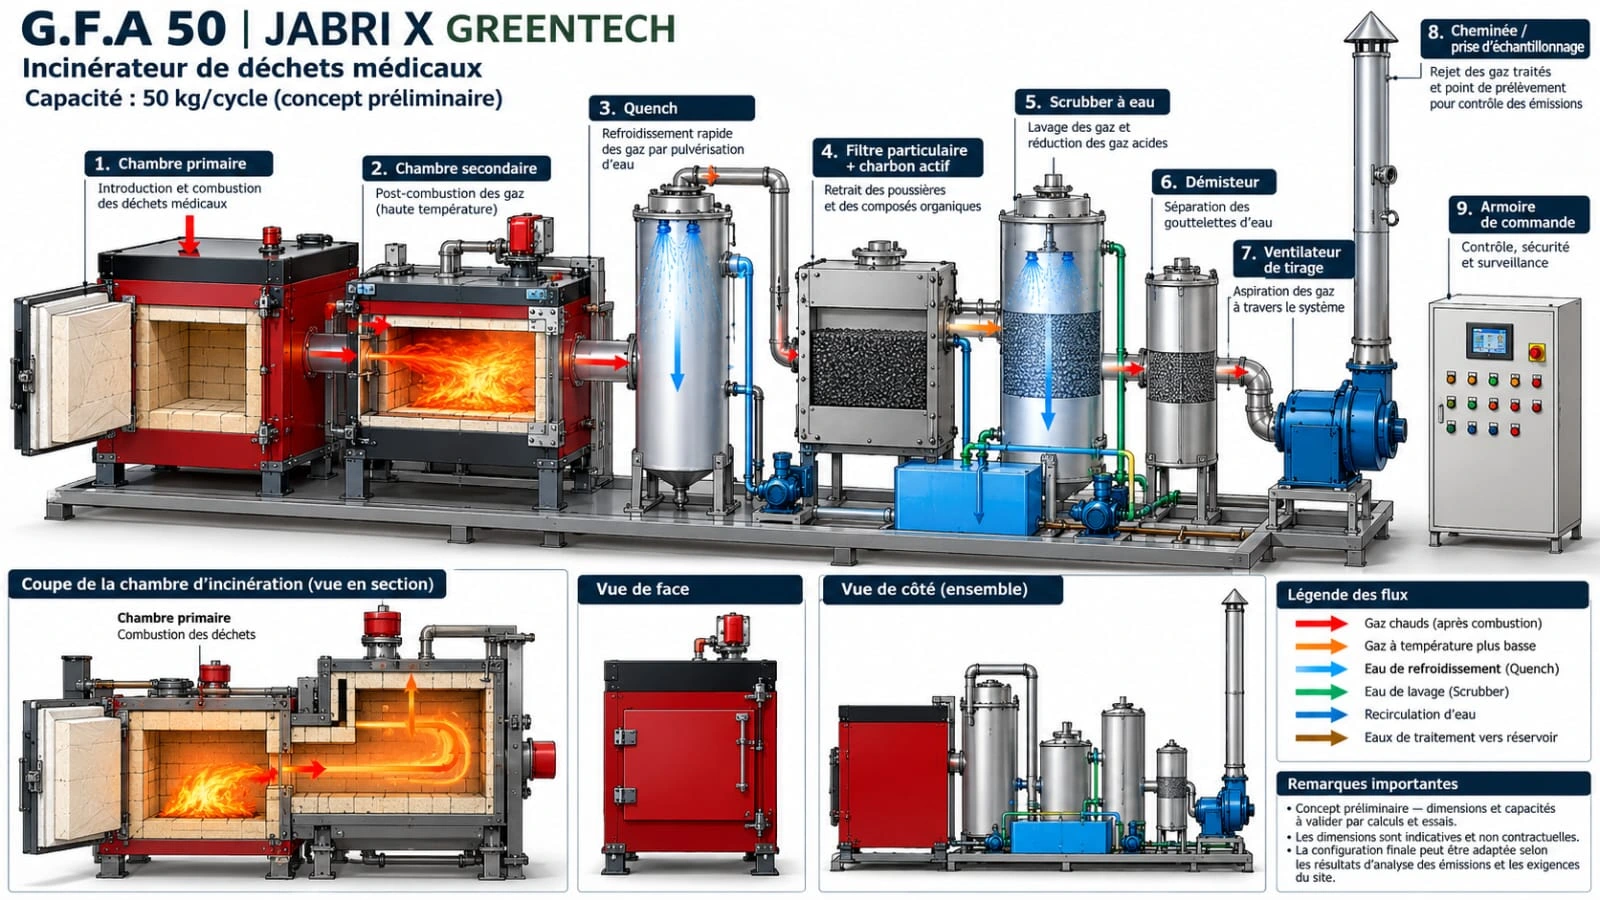 G.F.A 50 | JABRI X GREENTECH
Incinérateur de déchets médicaux
Capacité : 50 kg/cycle (concept préliminaire)
1. Chambre primaire
Introduction et combustion
des déchets médicaux
2. Chambre secondaire
Post-combustion des gaz
(haute température)
3. Quench
Refroidissement rapide
des gaz par pulvérisation
d'eau
4. Filtre particulaire
+ charbon actif
Retrait des poussières
et des composés organiques
5. Scrubber à eau
Lavage des gaz et
réduction des gaz acides
6. Démisteur
Séparation des
gouttelettes d'eau
7. Ventilateur
de tirage
Aspiration des gaz
à travers le système
8. Cheminée /
prise d'échantillonnage
Rejet des gaz traités
et point de prélèvement
pour contrôle des émissions
9. Armoire
de commande
Contrôle, sécurité
et surveillance
Coupe de la chambre d'incinération (vue en section)
Chambre primaire
Combustion des déchets
Vue de face
Vue de côté (ensemble)
Légende des flux
Gaz chauds (après combustion)
Gaz à température plus basse
Eau de refroidissement (Quench)
Eau de lavage (Scrubber)
Recirculation d'eau
Eaux de traitement vers réservoir
Remarques importantes
• Concept préliminaire — dimensions et capacités
à valider par calculs et essais.
• Les dimensions sont indicatives et non contractuelles.
• La configuration finale peut être adaptée selon
les résultats d'analyse des émissions et les exigences
du site.